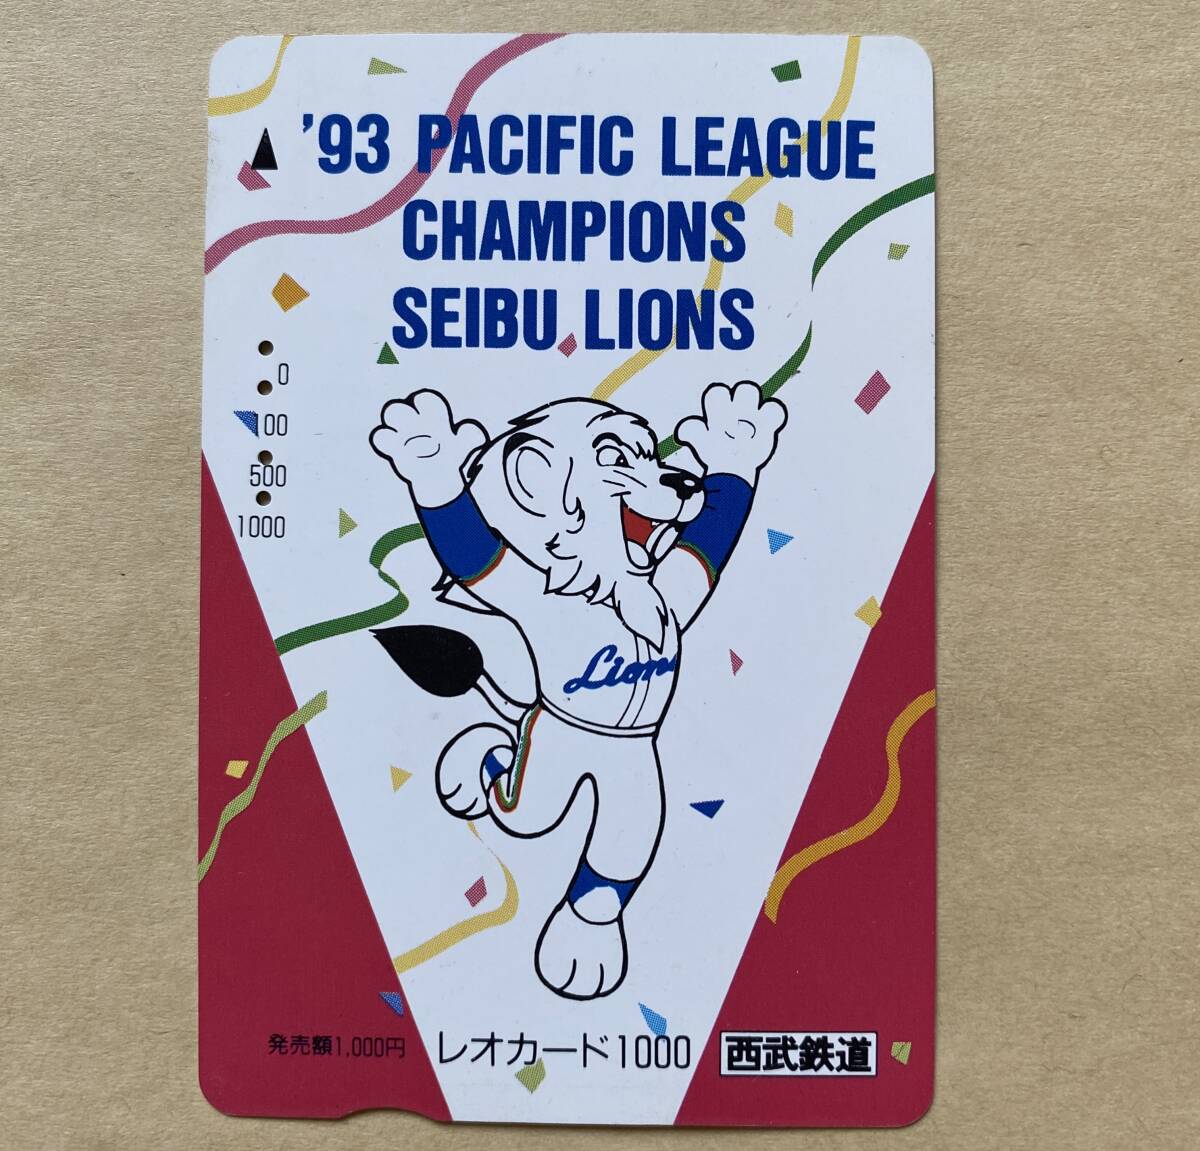 '93 PACIFIC LEAGUE
CHAMPIONS
SEIBU LIONS
0
100
500
1000
Lions
発売額1,000円
レオカード1000
西武鉄道